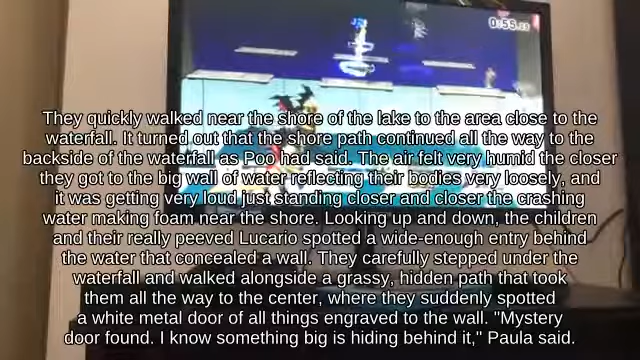 0:55
They quickly walked near the shore of the lake to the area close to the
waterfall. It turned out that the shore path continued all the way to the
backside of the waterfall as Poo had said. The air felt very humid the closer
they got to the big wall of water reflecting their bodies very loosely, and
it was getting very loud just standing closer and closer the crashing
water making foam near the shore. Looking up and down, the children
and their really peeved Lucario spotted a wide-enough entry behind
the water that concealed a wall. They carefully stepped under the
waterfall and walked alongside a grassy, hidden path that took
them all the way to the center, where they suddenly spotted
a white metal door of all things engraved to the wall. "Mystery
door found. I know something big is hiding behind it," Paula said.